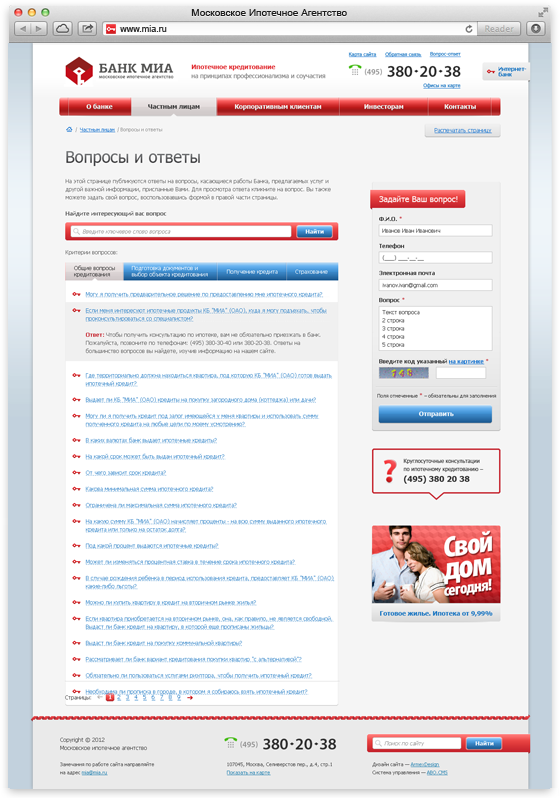 Московское Ипотечное Агентство
www.mia.ru
Reader
БАНК МИА
МОСКОВСКОЕ ИПОТЕЧНОЕ АГЕНТСТВО
Ипотечное кредитование
на принципах профессионализма и соучастия
Карта сайта Обратная связь Вопрос-ответ
(495) 380·20·38
Офисы на карте
Интернет-
банк
О банке Частным лицам Корпоративным клиентам Инвесторам Контакты
/ Частным лицам / Вопросы и ответы
Распечатать страницу
Вопросы и ответы
На этой странице публикуются ответы на вопросы, касающиеся работы Банка, предлагаемых услуг и
другой важной информации, присланные Вами. Для просмотра ответа кликните на вопрос. Вы также
можете задать свой вопрос, воспользовавшись формой в правой части страницы.
Найдите интересующий вас вопрос
Введите ключевое слово вопроса
Найти
Критерии вопросов:
Общие вопросы
кредитования
Подготовка документов и
выбор объекта кредитования
Получение кредита
Страхование
Могу я получить предварительное решение по предоставлению мне ипотечного кредита?
Если меня интересуют ипотечные продукты КБ "МИА" (ОАО), куда я могу подъехать, чтобы
проконсультироваться со специалистом?
Ответ: Чтобы получить консультацию по ипотеке, вам не обязательно приезжать в банк.
Пожалуйста, позвоните по телефонам: (495) 380-30-40 или 380-20-38. Ответы на
большинство вопросов вы найдете, изучив информацию на нашем сайте.
Где территориально должна находиться квартира, под которую КБ "МИА" (ОАО) готов выдать
ипотечный кредит?
Выдает ли КБ "МИА" (ОАО) кредиты на покупку загородного дома (коттеджа) или дачи?
Могу ли я получить кредит под залог имеющейся у меня квартиры и использовать сумму
полученного кредита на любые цели по моему усмотрению?
В каких валютах банк выдает ипотечные кредиты?
На какой срок может быть выдан ипотечный кредит?
От чего зависит срок кредита?
Какова минимальная сумма ипотечного кредита?
Ограничена ли максимальная сумма ипотечного кредита?
На какую сумму КБ "МИА" (ОАО) начисляет проценты - на всю сумму выданного ипотечного
кредита или только на остаток долга?
Под какой процент выдаются ипотечные кредиты?
Может ли изменяться процентная ставка в течение срока ипотечного кредита?
В случае рождения ребенка в период использования кредита, предоставляет КБ "МИА" (ОАО)
какие-либо льготы?
Можно ли купить квартиру в кредит на вторичном рынке жилья?
Если квартира приобретается на вторичном рынке, она, как правило, не является свободной.
Выдаст ли банк кредит на квартиру, в которой еще прописаны жильцы?
Выдаст ли банк кредит на покупку коммунальной квартиры?
Рассматривает ли банк вариант кредитования покупки квартир "с альтернативой"?
Обязательно ли пользоваться услугами риэлтора, чтобы получить ипотечный кредит?
Необходима ли прописка в городе, в котором я собираюсь взять ипотечный кредит?
Страницы: ← 1 2 3 4 5 6 7 8 9 →
Задайте Ваш вопрос!
Ф.И.О. *
Иванов Иван Иванович
Телефон
(___) ___-__-__
Электронная почта
ivanov.ivan@gmail.com
Вопрос *
Текст вопроса
2 строка
3 строка
4 строка
5 строка
Введите код указанный на картинке *
748
Поля отмеченные * – обязательны для заполнения
Отправить
?
Круглосуточные консультации
по ипотечному кредитованию –
(495) 380 20 38
Свой
дом
сегодня!
Готовое жилье. Ипотека от 9,99%
Copyright © 2012
Московское ипотечное агентство
(495) 380·20·38
Поиск по сайту
Найти
Замечания по работе сайта направляйте
на адрес mia@mia.ru
107045, Москва, Селиверстов пер., д.4, стр.1
Показать на карте
Дизайн сайта — AnnexDesign
Система управления — ABO.CMS